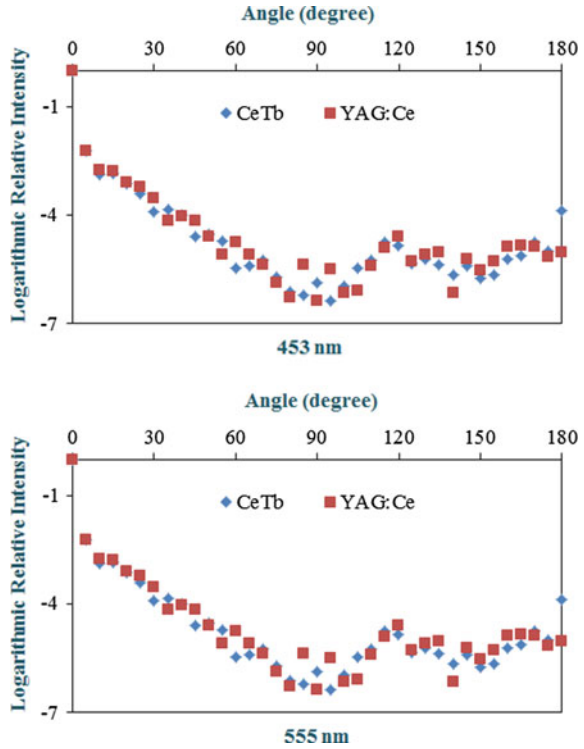 Angle (degree)
0 30 60 90 120 150 180
-1
-4
-7
Logarithmic Relative Intensity
CeTb YAG:Ce
453 nm
Angle (degree)
0 30 60 90 120 150 180
-1
-4
-7
Logarithmic Relative Intensity
CeTb YAG:Ce
555 nm